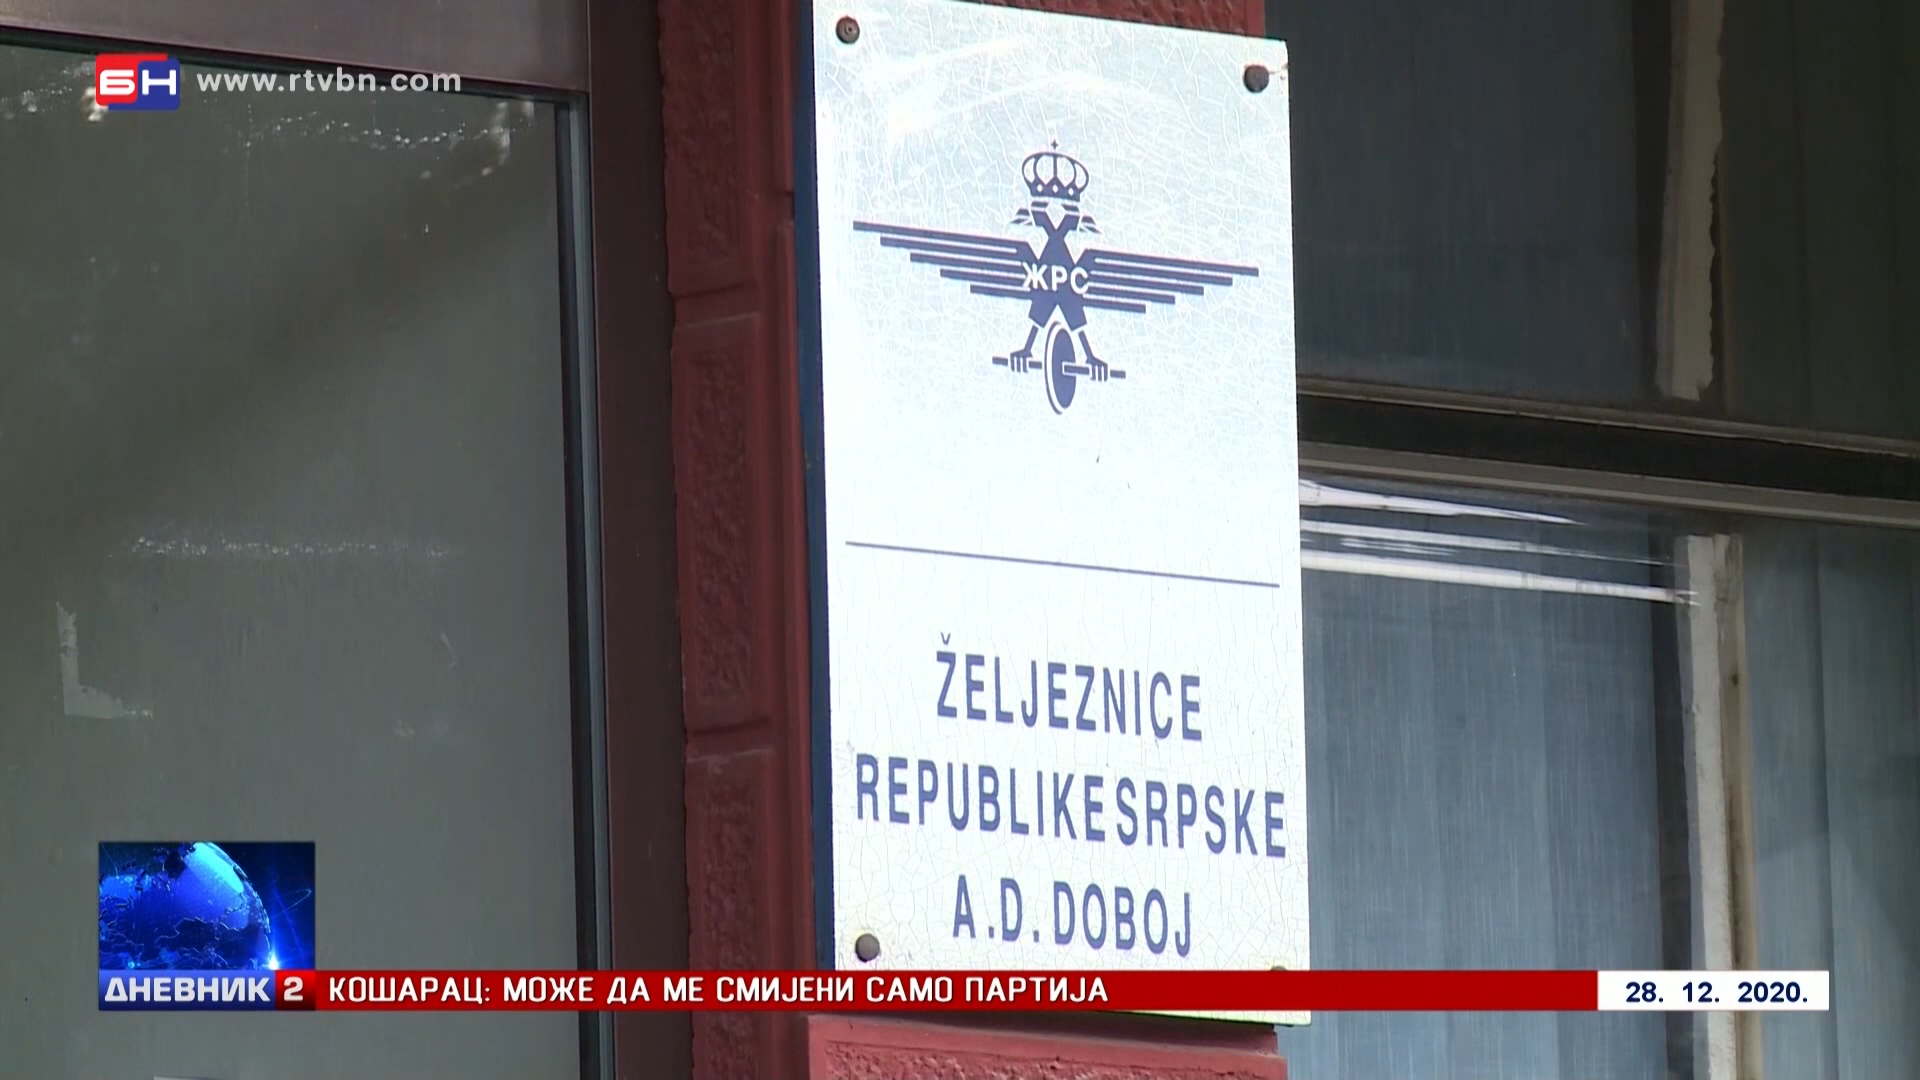 БН www.rtvbn.com
ЖРС
ŽELJEZNICE
REPUBLIKE SRPSKE
A.D. DOBOJ
ДНЕВНИК 2 КОШАРАЦ: МОЖЕ ДА МЕ СМИЈЕНИ САМО ПАРТИЈА 28. 12. 2020.